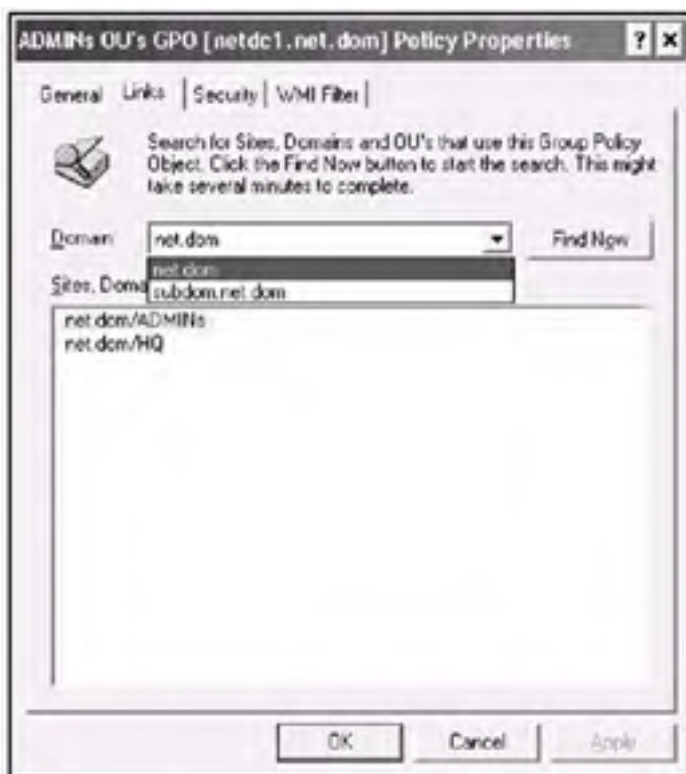 ADMINs OU's GPO [netdc1.net.dom] Policy Properties ? ×
General Links Security WMI Filter
Search for Sites, Domains and OU's that use this Group Policy
Object. Click the Find Now button to start the search. This might
take several minutes to complete.
Domain: net.dom Find Now
net.dom
Sites, Doma subdom.net.dom
net.dom/ADMINs
net.dom/HQ
OK Cancel Apply